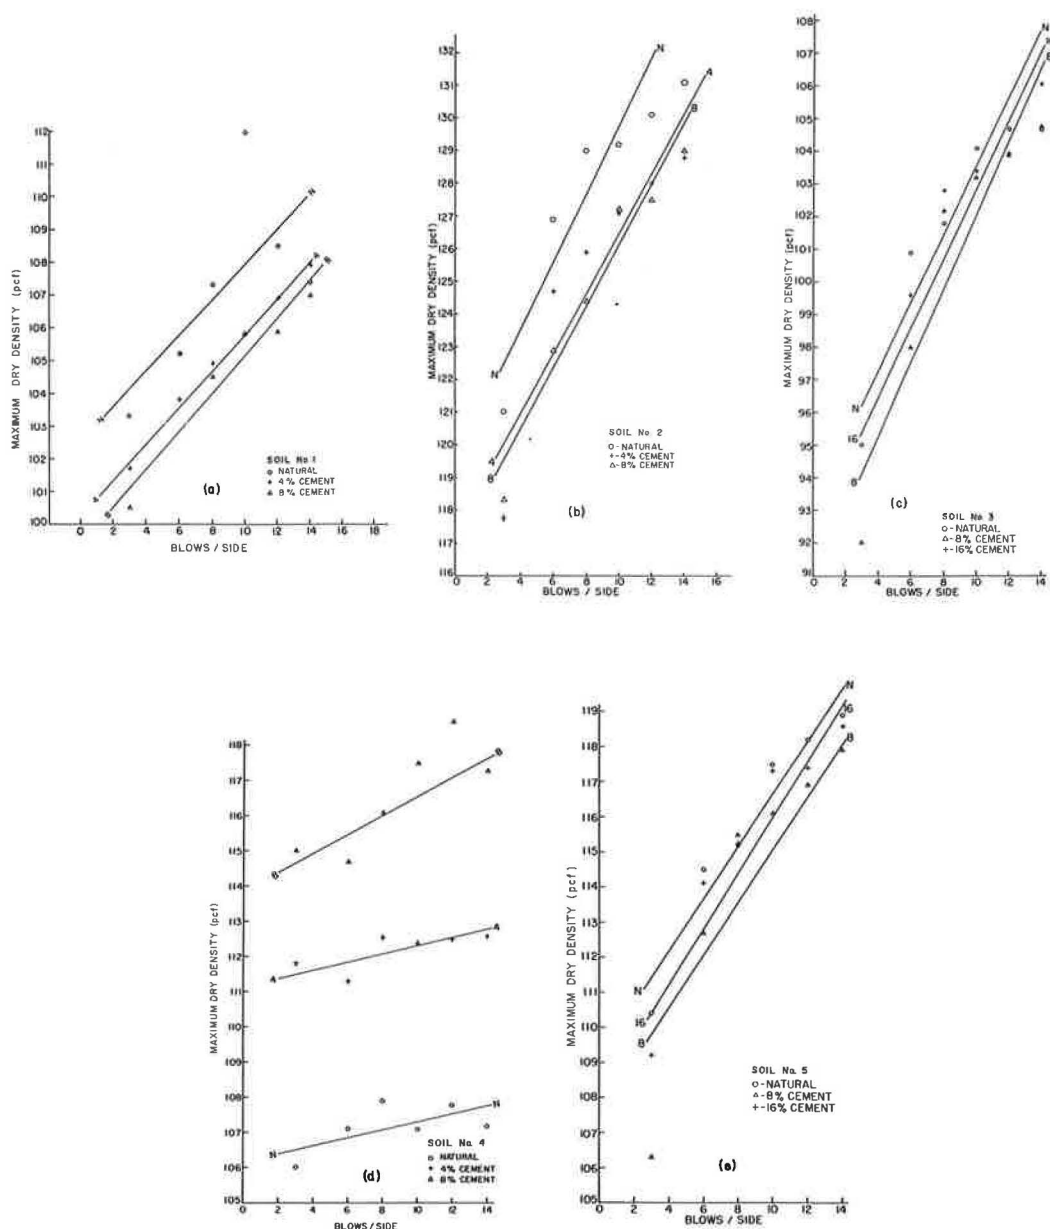 MAXIMUM DRY DENSITY (pcf)
112
111
110
109
108
107
106
105
104
103
102
101
100
0 2 4 6 8 10 12 14 16 18
BLOWS / SIDE
N N
4 4
8 8
SOIL No. 1
NATURAL
4% CEMENT
8% CEMENT
(a)
MAXIMUM DRY DENSITY (pcf)
132
131
130
129
128
127
126
125
124
123
122
121
120
119
118
117
116
0 2 4 6 8 10 12 14 16
BLOWS / SIDE
N N
4 4
8 8
SOIL No. 2
-NATURAL
-4% CEMENT
-8% CEMENT
(b)
MAXIMUM DRY DENSITY (pcf)
108
107
106
105
104
103
102
101
100
99
98
97
96
95
94
93
92
91
0 2 4 6 8 10 12 14
BLOWS / SIDE
N N
16
8 8
SOIL No. 3
-NATURAL
-8% CEMENT
-16% CEMENT
(c)
MAXIMUM DRY DENSITY (pcf)
118
117
116
115
114
113
112
111
110
109
108
107
106
105
0 2 4 6 8 10 12 14
BLOWS / SIDE
8 8
4 4
N N
SOIL No. 4
NATURAL
4% CEMENT
8% CEMENT
(d)
MAXIMUM DRY DENSITY (pcf)
119
118
117
116
115
114
113
112
111
110
109
108
107
106
105
0 2 4 6 8 10 12 14
BLOWS/SIDE
N N
16 16
8 8
SOIL No. 5
-NATURAL
-8% CEMENT
-16% CEMENT
(e)